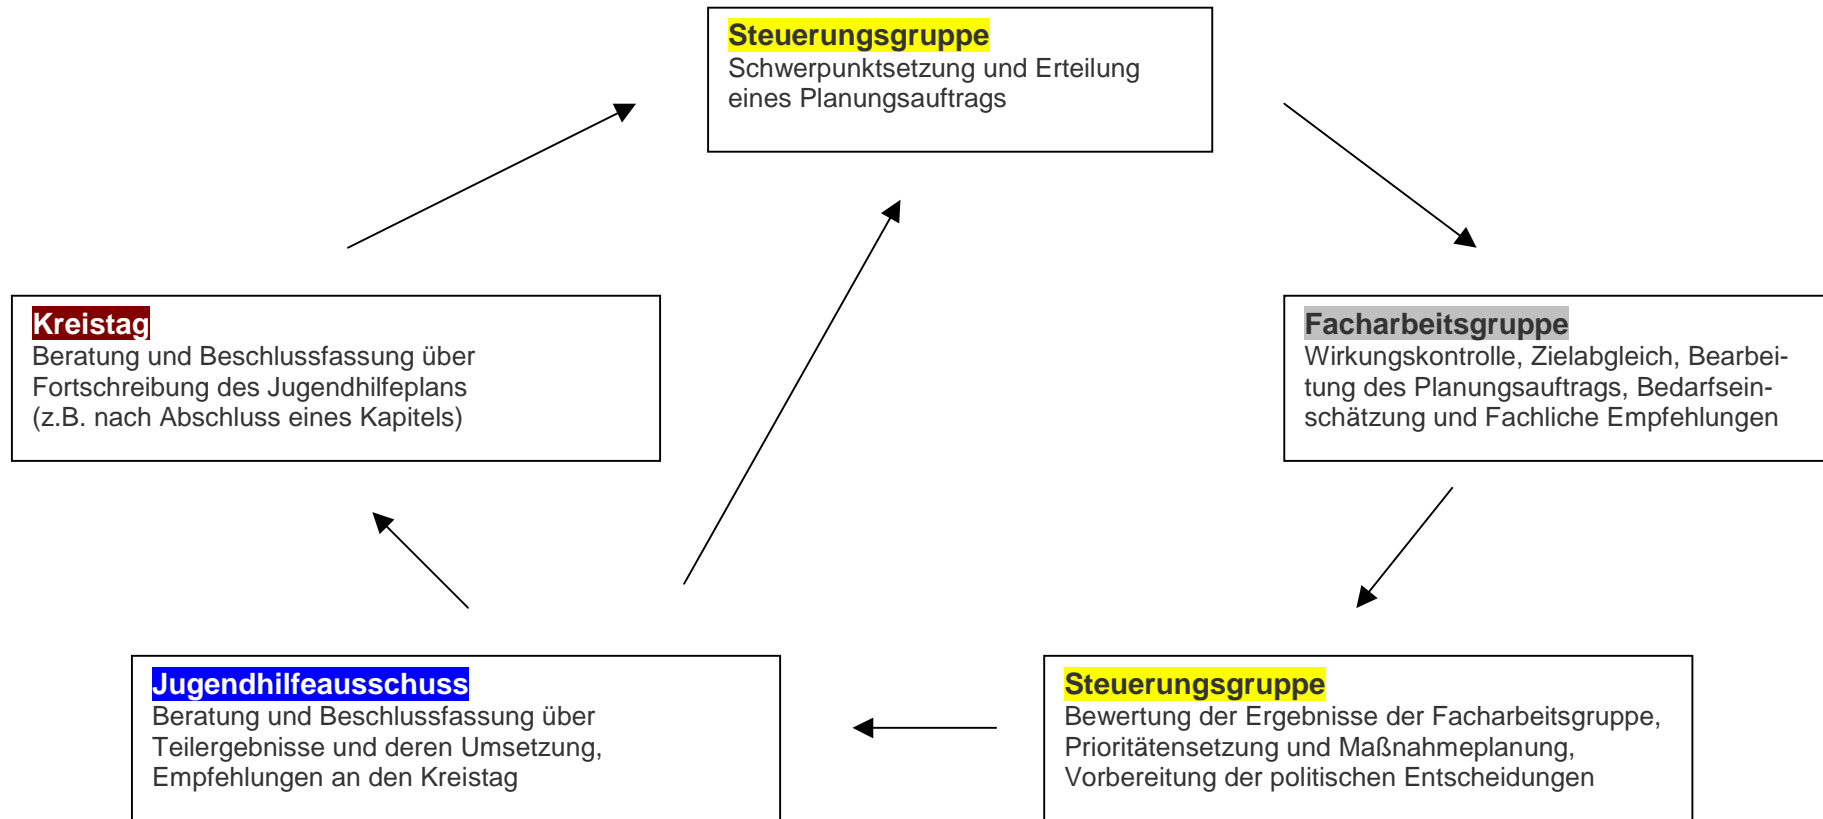 Steuerungsgruppe
Schwerpunktsetzung und Erteilung
eines Planungsauftrags
Kreistag
Beratung und Beschlussfassung über
Fortschreibung des Jugendhilfeplans
(z.B. nach Abschluss eines Kapitels)
Facharbeitsgruppe
Wirkungskontrolle, Zielabgleich, Bearbei-
tung des Planungsauftrags, Bedarfsein-
schätzung und Fachliche Empfehlungen
Jugendhilfeausschuss
Beratung und Beschlussfassung über
Teilergebnisse und deren Umsetzung,
Empfehlungen an den Kreistag
Steuerungsgruppe
Bewertung der Ergebnisse der Facharbeitsgruppe,
Prioritätensetzung und Maßnahmeplanung,
Vorbereitung der politischen Entscheidungen